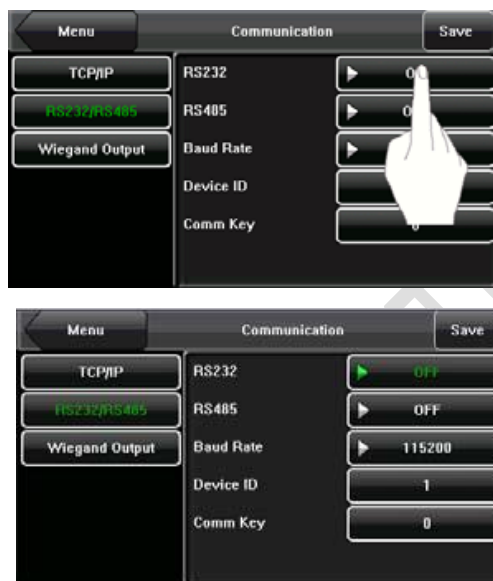 Menu Communication Save
TCP/IP RS232
RS232/RS485 RS485
Wiegand Output Baud Rate
Device ID
Comm Key 0
Menu Communication Save
TCP/IP RS232 OFF
RS232/RS485 RS485 OFF
Wiegand Output Baud Rate 115200
Device ID 1
Comm Key 0